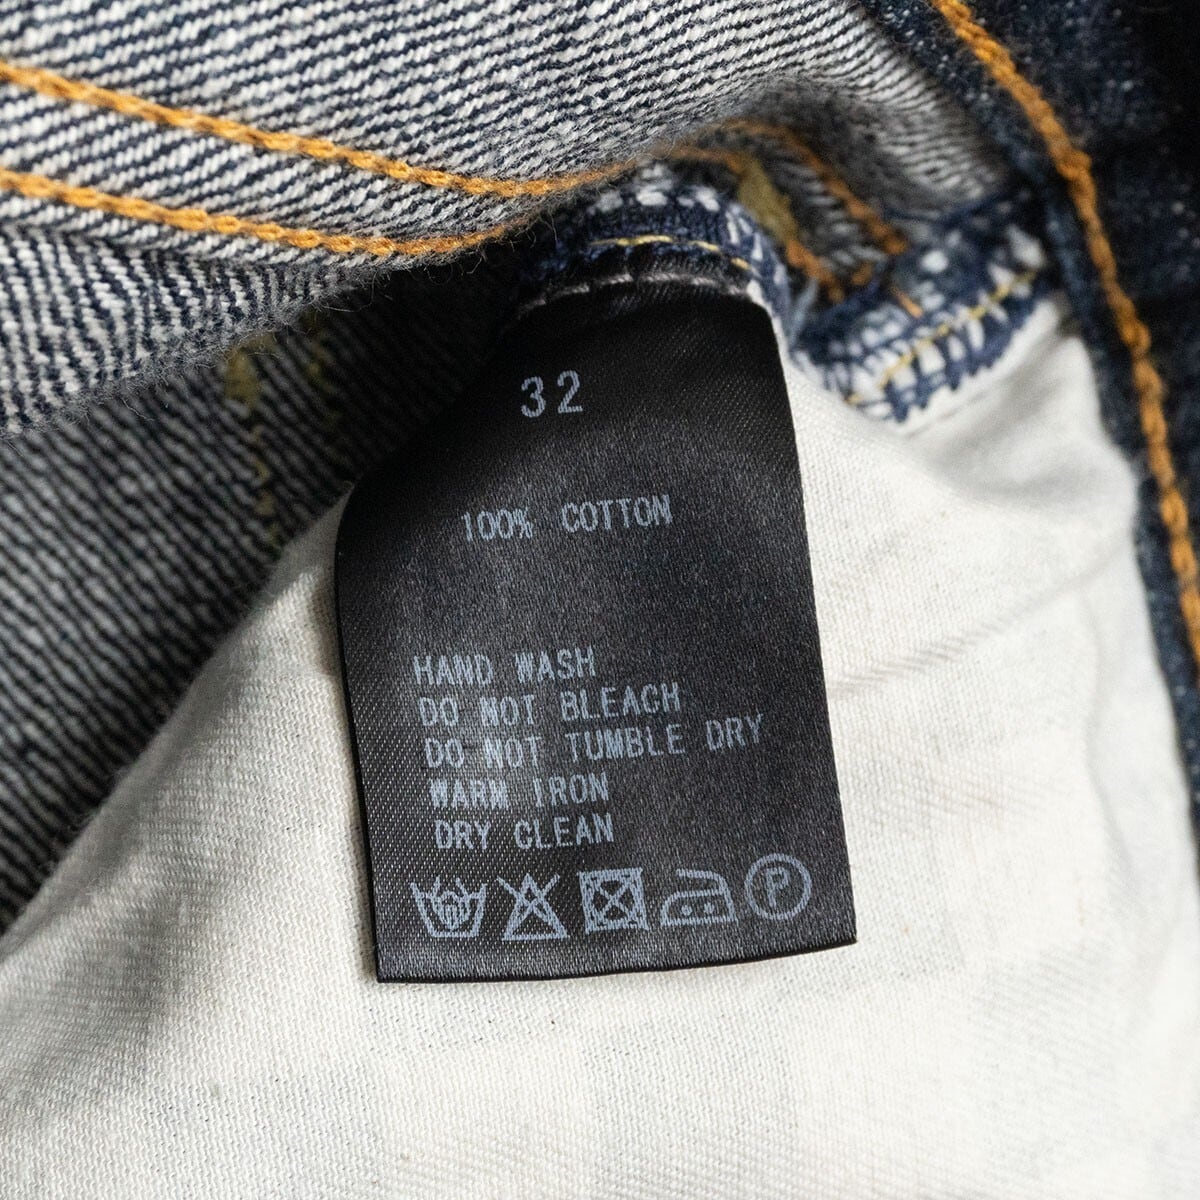 32
100% COTTON
HAND WASH
DO NOT BLEACH
DO NOT TUMBLE DRY
WARM IRON
DRY CLEAN
P